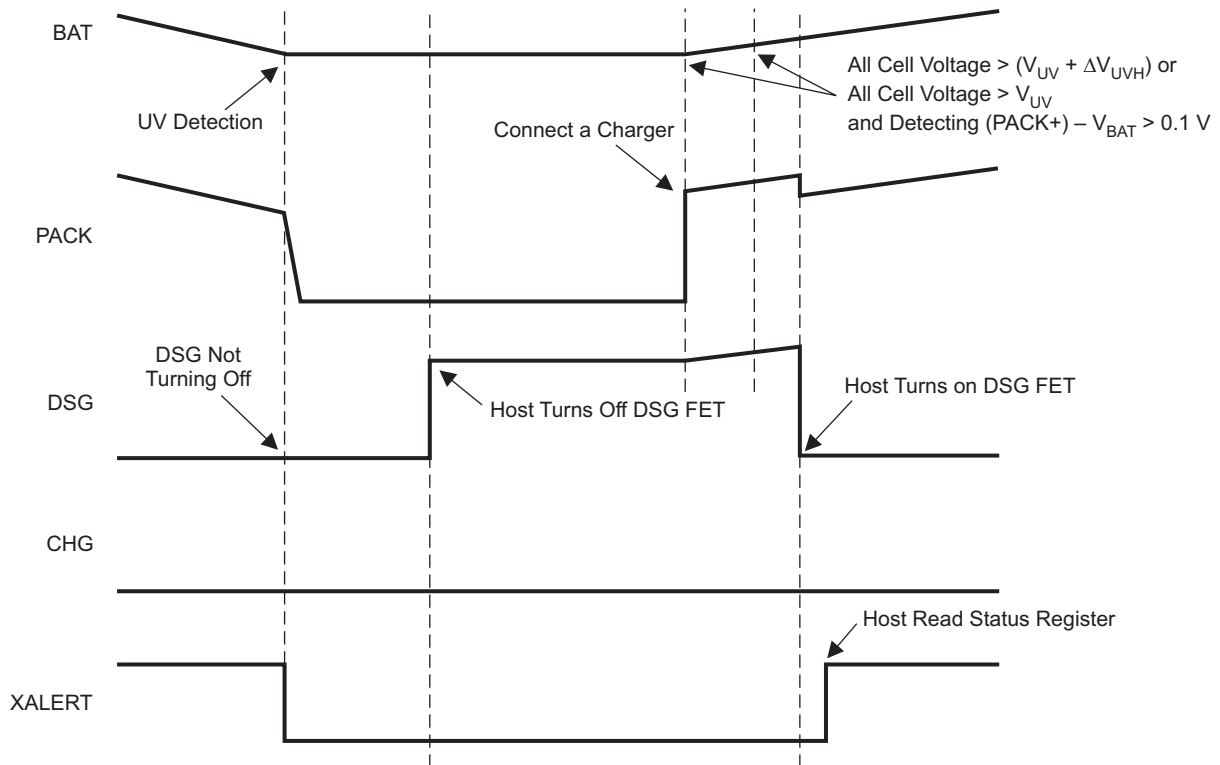 BAT
UV Detection
All Cell Voltage > (V_UV + ΔV_UVH) or
All Cell Voltage > V_UV
and Detecting (PACK+) – V_BAT > 0.1 V
Connect a Charger
PACK
DSG Not
Turning Off
DSG
Host Turns Off DSG FET
Host Turns on DSG FET
CHG
Host Read Status Register
XALERT